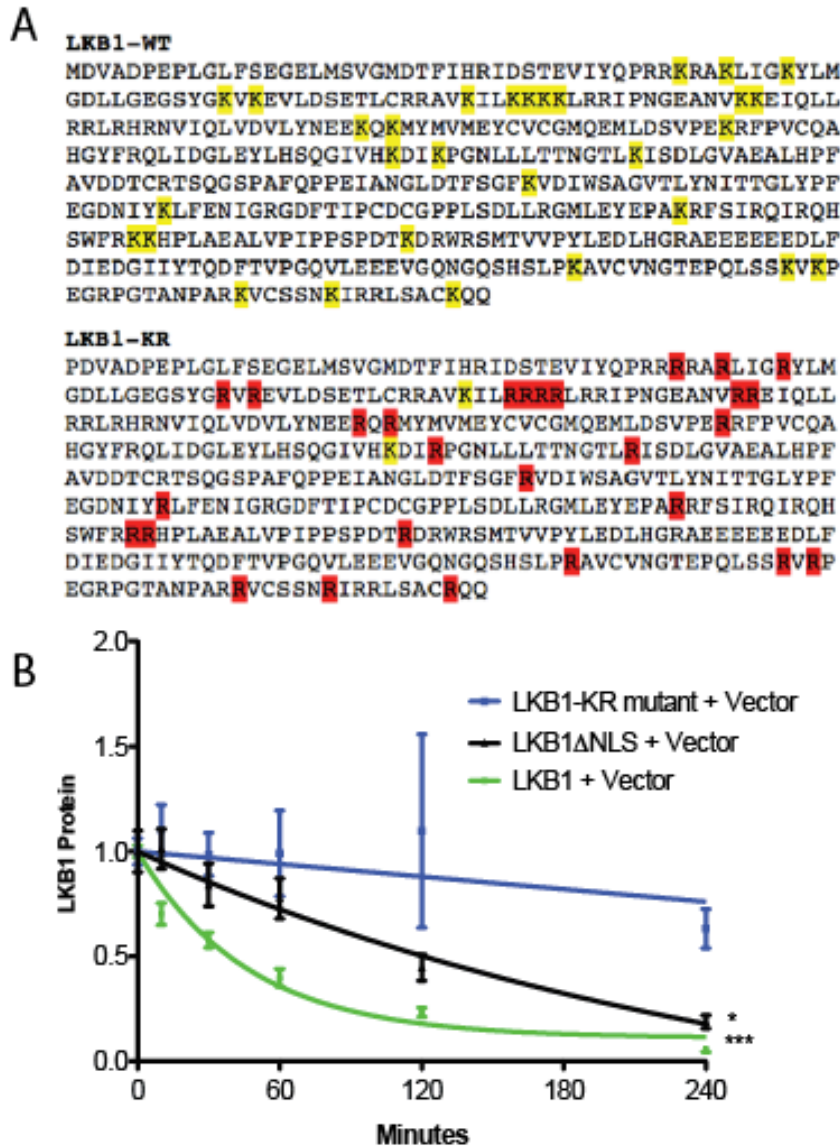 A
LKB1-WT
MDVADPEPLGLFSEGELMSVGMDTFIHRIDSTEVIYQPRRKRAKLIGKYLM
GDLLGEGSYGKVKEVLDSETLCRRAVKILKKKKLRRIPNGEANVKKEIQLL
RRLRHRNVIQLVDVLYNEEKQKMYMVMEYCVCGMQEMLDSVPEKRFPVCQA
HGYFRQLIDGLEYLHSQGIVHKDIKPGNLLLTTNGTLKISDLGVAEALHPF
AVDDTCRTSQGSPAFQPPEIANGLDTFSGFKVDIWSAGVTLYNITTGLYPF
EGDNIYKLFENIGRGDFTIPCDCGPPLSDLLRGMLEYEPAKRFSIRQIRQH
SWFRKKHPLAEALVPIPPSPDTKDRWRSMTVVPYLEDLHGRAEEEEEEDLF
DIEDGIIYTQDFTVPGQVLEEEVGQNGQSHSLPKAVCVNGTEPQLSSKVKP
EGRPGTANPARKVCSSNKIRRLSACKQQ
LKB1-KR
PDVADPEPLGLFSEGELMSVGMDTFIHRIDSTEVIYQPRRRRARLIGRYLM
GDLLGEGSYGRVREVLDSETLCRRAVKILRRRRLRRIPNGEANVRREIQLL
RRLRHRNVIQLVDVLYNEERQRMYMVMEYCVCGMQEMLDSVPERRFPVCQA
HGYFRQLIDGLEYLHSQGIVHKDIRPGNLLLTTNGTLRISDLGVAEALHPF
AVDDTCRTSQGSPAFQPPEIANGLDTFSGFRVDIWSAGVTLYNITTGLYPF
EGDNIYRLFENIGRGDFTIPCDCGPPLSDLLRGMLEYEPARRFSIRQIRQH
SWFRRRHPLAEALVPIPPSPDTRDRWRSMTVVPYLEDLHGRAEEEEEEDLF
DIEDGIIYTQDFTVPGQVLEEEVGQNGQSHSLPRAVCVNGTEPQLSSRVRP
EGRPGTANPARRVCSSNRIRRLSACRQQ
B
2.0
1.5
1.0
0.5
0.0
LKB1 Protein
LKB1-KR mutant + Vector
LKB1ΔNLS + Vector
LKB1 + Vector
*
***
0 60 120 180 240
Minutes